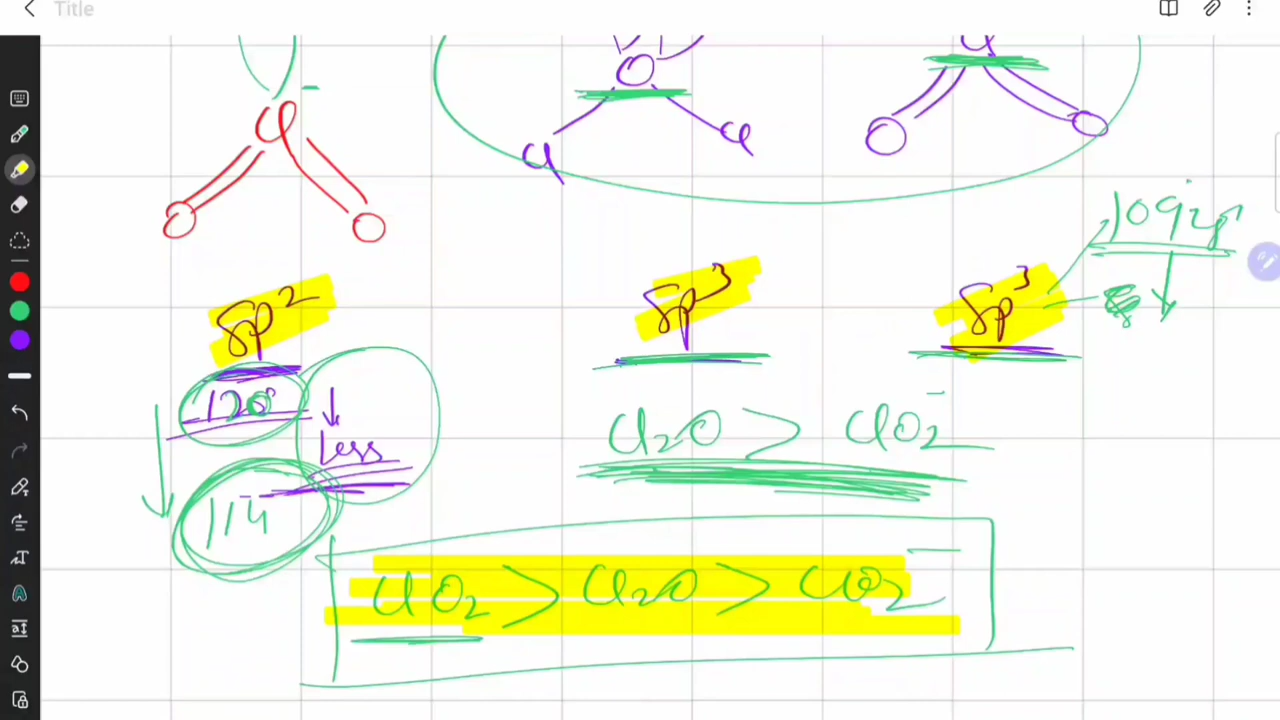 Title
O
Cl
Cl
Cl
O
O
Cl
O
O
109°28'
sp²
sp³
sp³
120°
↓
Less
Cl₂O > ClO₂⁻
114
ClO₂ > Cl₂O > ClO₂⁻